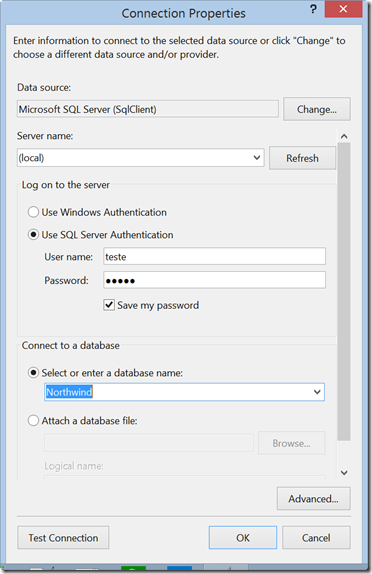 Connection Properties
?
Enter information to connect to the selected data source or click "Change" to
choose a different data source and/or provider.
Data source:
Microsoft SQL Server (SqlClient)
Change...
Server name:
(local)
Refresh
Log on to the server
Use Windows Authentication
Use SQL Server Authentication
User name: teste
Password: ●●●●●
Save my password
Connect to a database
Select or enter a database name:
Northwind
Attach a database file:
Browse...
Logical name:
Advanced...
Test Connection
OK
Cancel